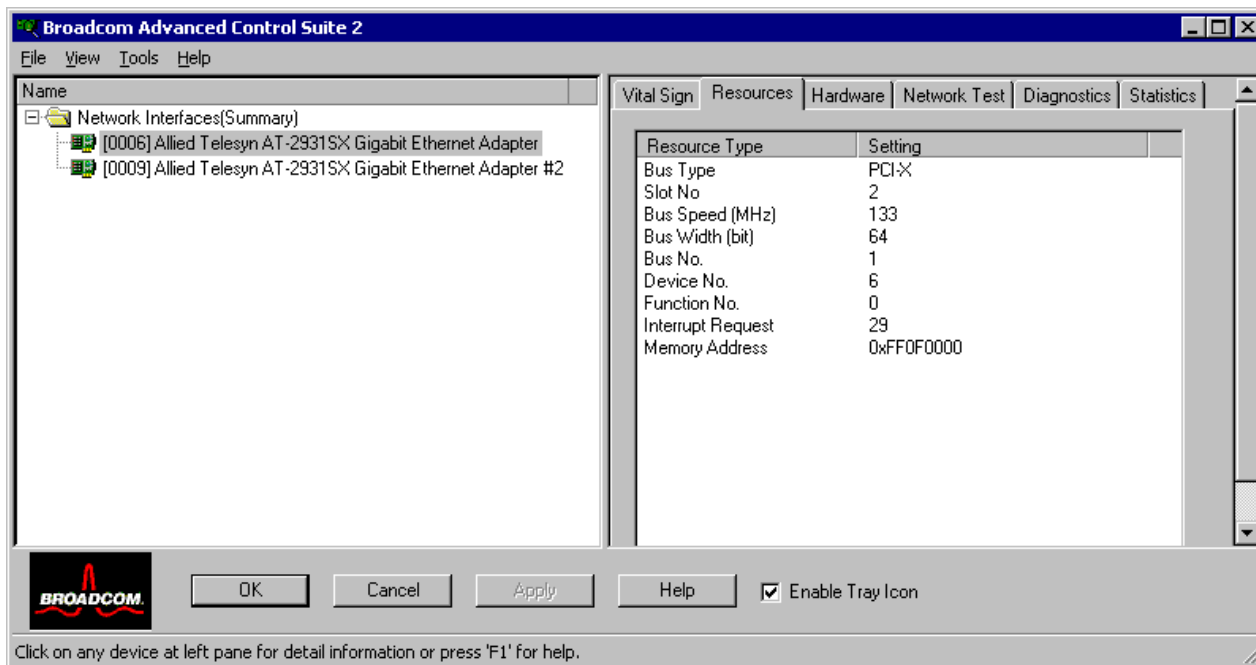 Broadcom Advanced Control Suite 2
File View Tools Help
Name
Network Interfaces(Summary)
[0006] Allied Telesyn AT-2931SX Gigabit Ethernet Adapter
[0009] Allied Telesyn AT-2931SX Gigabit Ethernet Adapter #2
Vital Sign Resources Hardware Network Test Diagnostics Statistics
Resource Type Setting
Bus Type PCI-X
Slot No 2
Bus Speed (MHz) 133
Bus Width (bit) 64
Bus No. 1
Device No. 6
Function No. 0
Interrupt Request 29
Memory Address 0xFF0F0000
BROADCOM.
OK Cancel Apply Help Enable Tray Icon
Click on any device at left pane for detail information or press 'F1' for help.